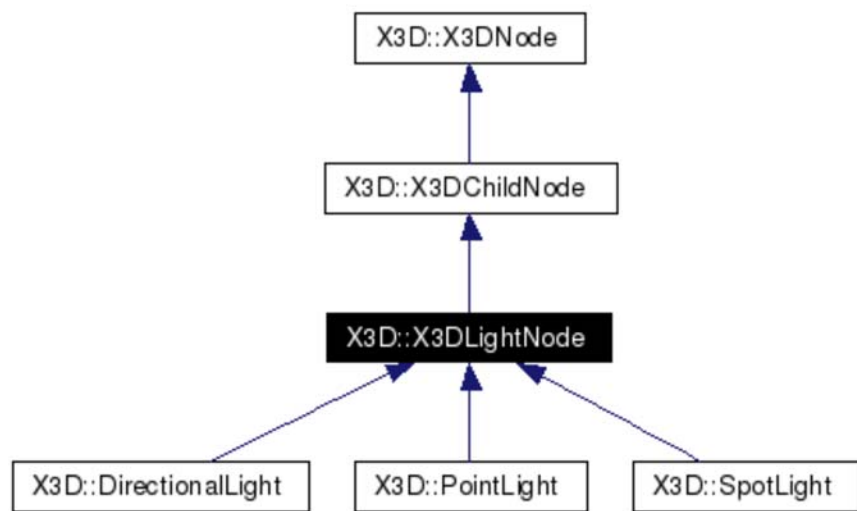 X3D::X3DNode
X3D::X3DChildNode
X3D::X3DLightNode
X3D::DirectionalLight
X3D::PointLight
X3D::SpotLight